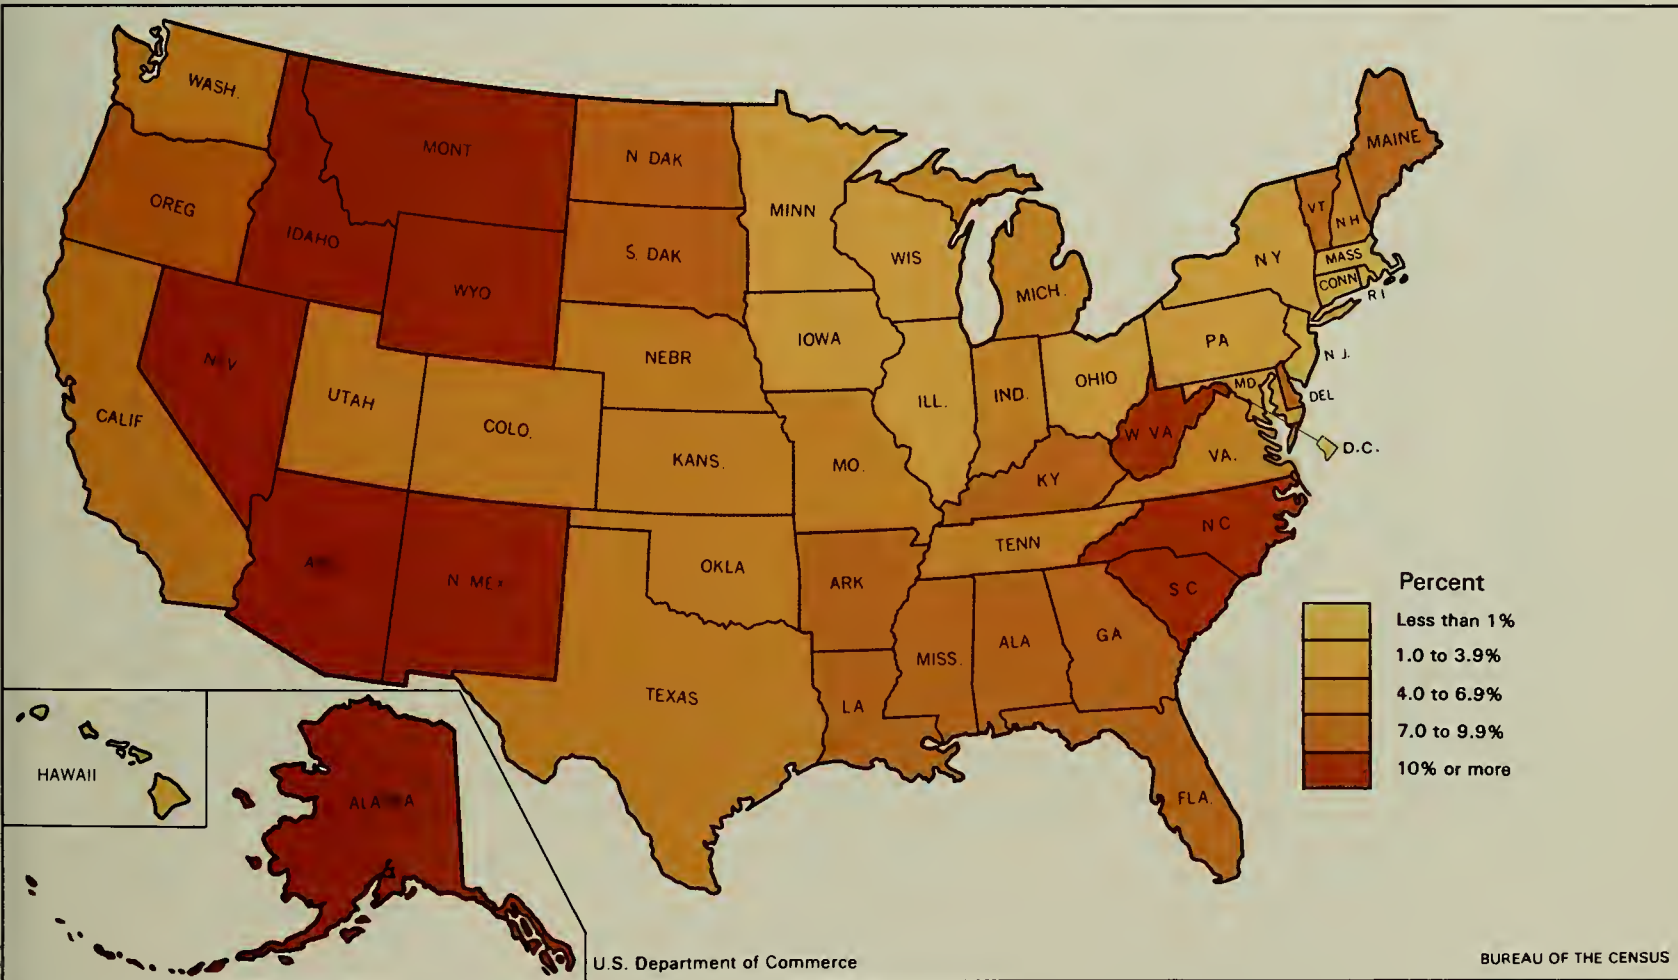 WASH.
MONT
N DAK
MINN
MAINE
OREG
IDAHO
S. DAK
WIS
VT
N H
N Y
MASS
CONN
R I
WYO
MICH.
IOWA
NEBR
PA
N J.
UTAH
COLO.
ILL.
IND.
OHIO
MD.
DEL
CALIF
KANS.
MO.
KY
W VA
VA.
D.C.
N MEX
OKLA
ARK
TENN
N C
S C
MISS.
ALA
GA
TEXAS
LA
FLA.
HAWAII
Percent
Less than 1%
1.0 to 3.9%
4.0 to 6.9%
7.0 to 9.9%
10% or more
U.S. Department of Commerce
BUREAU OF THE CENSUS